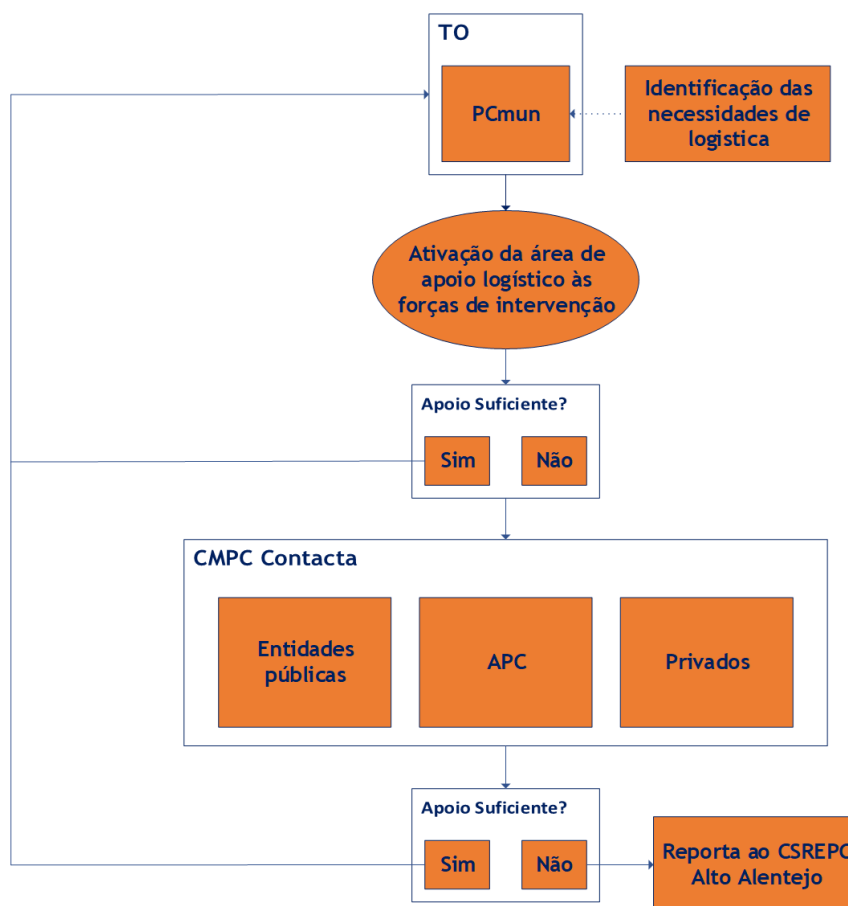 TO
PCmun
Identificação das
necessidades de
logistica
Ativação da área de
apoio logístico às
forças de intervenção
Apoio Suficiente?
Sim
Não
CMPC Contacta
Entidades
públicas
APC
Privados
Apoio Suficiente?
Sim
Não
Reporta ao CSREPC
Alto Alentejo